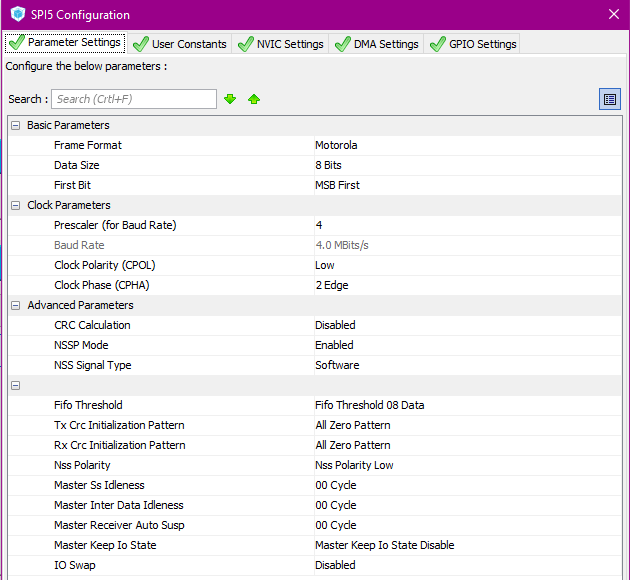 SPI5 Configuration
Parameter Settings User Constants NVIC Settings DMA Settings GPIO Settings
Configure the below parameters :
Search : Search (Crtl+F)
Basic Parameters
Frame Format Motorola
Data Size 8 Bits
First Bit MSB First
Clock Parameters
Prescaler (for Baud Rate) 4
Baud Rate 4.0 MBits/s
Clock Polarity (CPOL) Low
Clock Phase (CPHA) 2 Edge
Advanced Parameters
CRC Calculation Disabled
NSSP Mode Enabled
NSS Signal Type Software
Fifo Threshold Fifo Threshold 08 Data
Tx Crc Initialization Pattern All Zero Pattern
Rx Crc Initialization Pattern All Zero Pattern
Nss Polarity Nss Polarity Low
Master Ss Idleness 00 Cycle
Master Inter Data Idleness 00 Cycle
Master Receiver Auto Susp 00 Cycle
Master Keep Io State Master Keep Io State Disable
IO Swap Disabled